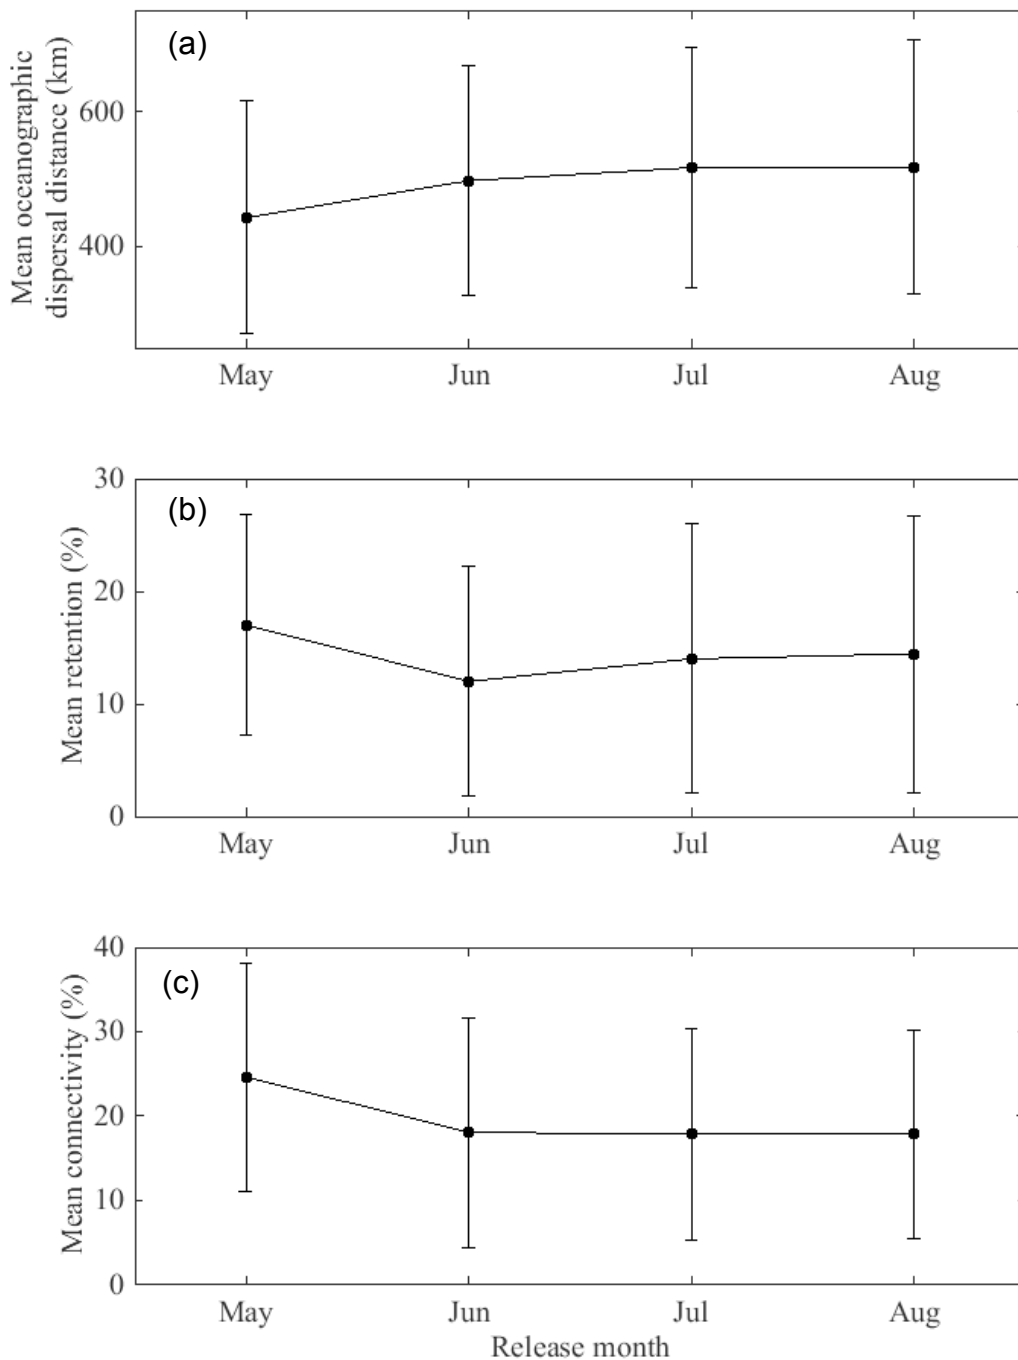 (a)
Mean oceanographic
dispersal distance (km)
600
400
May Jun Jul Aug
(b)
Mean retention (%)
30
20
10
0
May Jun Jul Aug
(c)
Mean connectivity (%)
40
30
20
10
0
May Jun Jul Aug
Release month